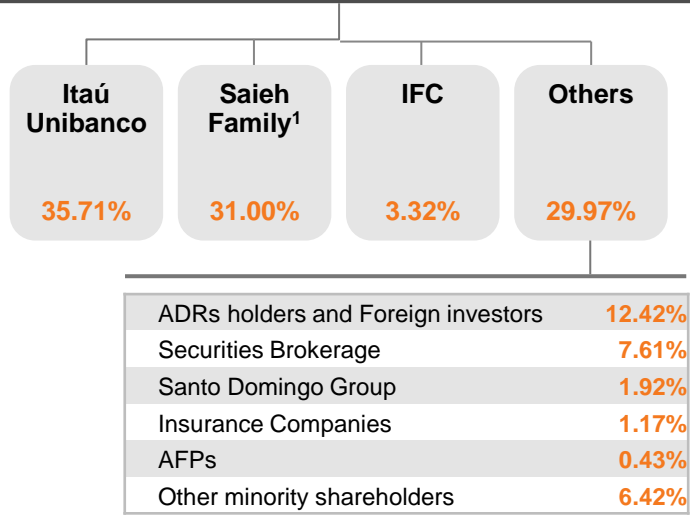 Itaú
Unibanco
35.71%
Saieh
Family¹
31.00%
IFC
3.32%
Others
29.97%
ADRs holders and Foreign investors 12.42%
Securities Brokerage 7.61%
Santo Domingo Group 1.92%
Insurance Companies 1.17%
AFPs 0.43%
Other minority shareholders 6.42%